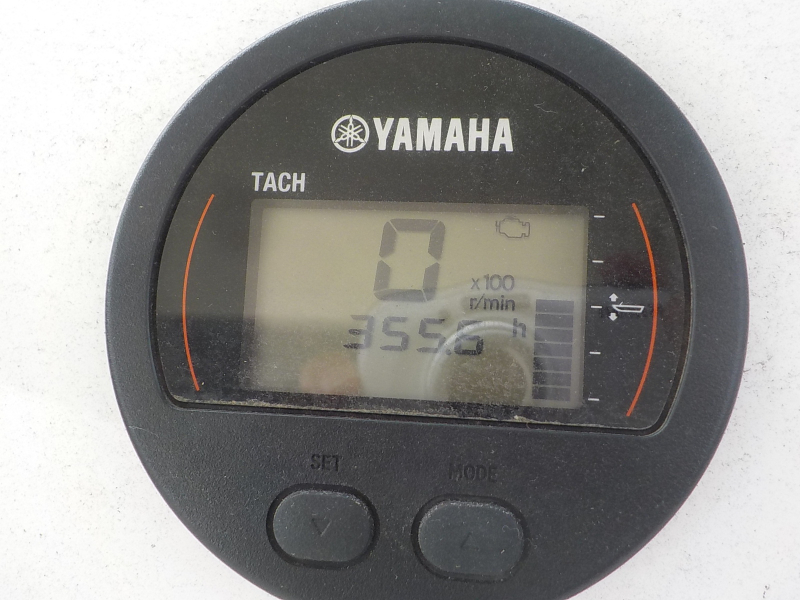 YAMAHA
TACH
0
x100
r/min
355.6 h
SET
MODE